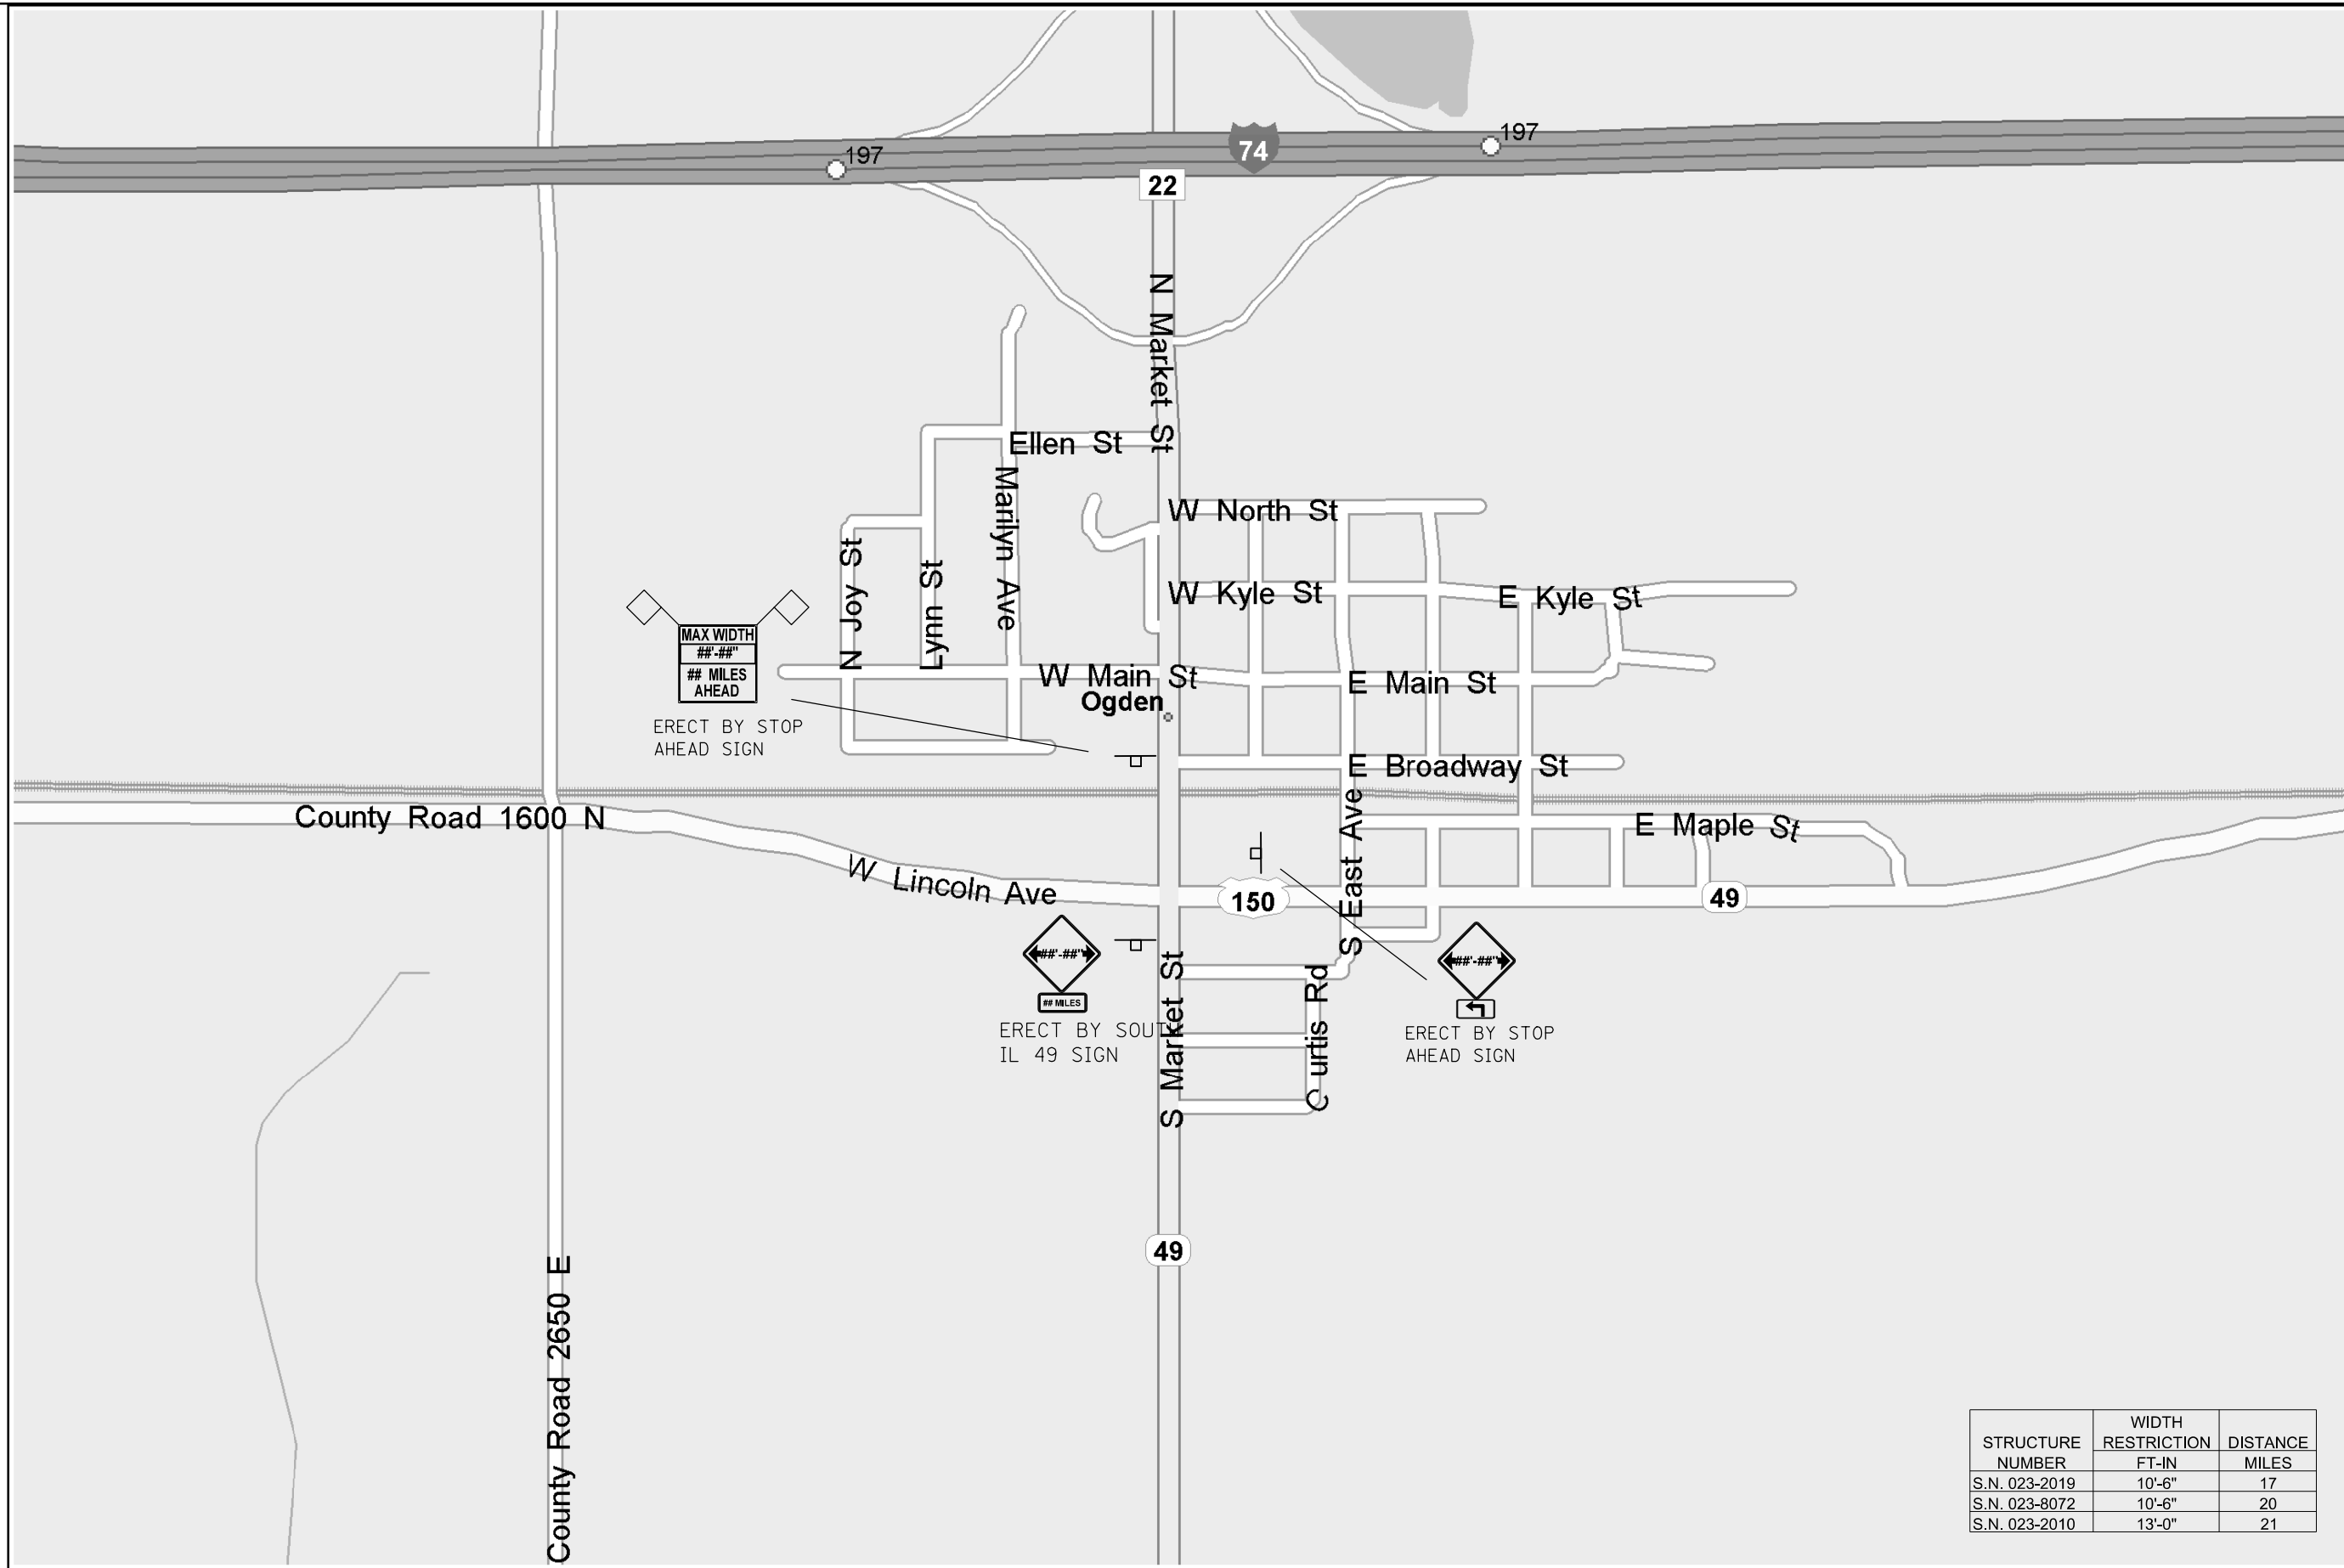 197
74
197
22
N Market St
Ellen St
Marilyn Ave
W North St
N Joy St
Lynn St
W Kyle St
E Kyle St
MAX WIDTH
##'-##"
## MILES
AHEAD
ERECT BY STOP
AHEAD SIGN
W Main St
E Main St
Ogden
E Broadway St
County Road 1600 N
W Lincoln Ave
E Maple St
S East Ave
150
49
##'-##"
## MILES
ERECT BY SOUT
IL 49 SIGN
S Market St
Curtis Rd
##'-##"
ERECT BY STOP
AHEAD SIGN
49
County Road 2650 E
STRUCTURE NUMBER WIDTH RESTRICTION FT-IN DISTANCE MILES
S.N. 023-2019 10'-6" 17
S.N. 023-8072 10'-6" 20
S.N. 023-2010 13'-0" 21